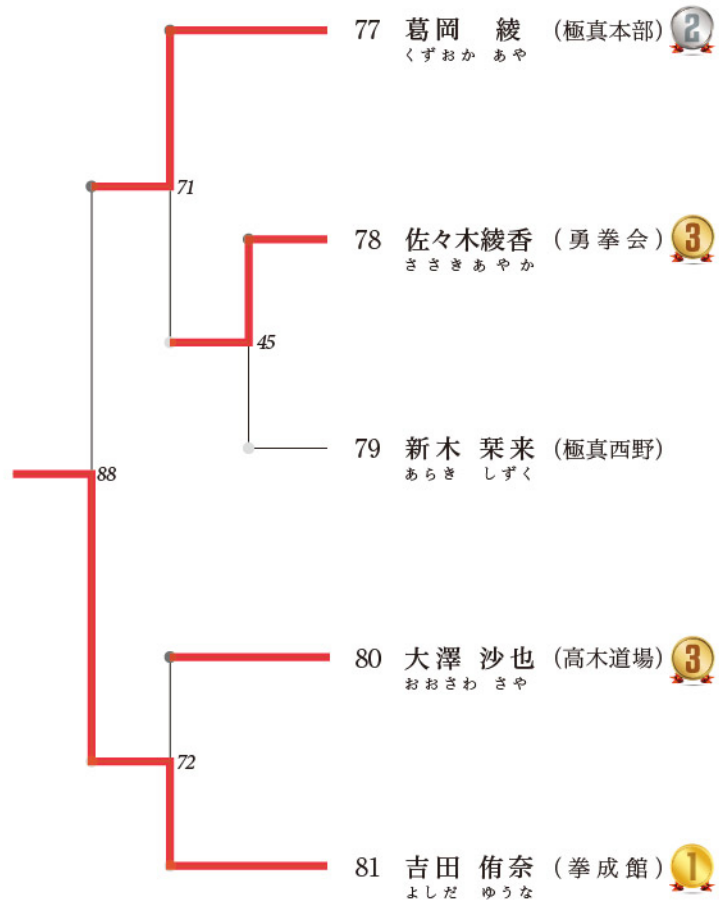 77 葛岡 綾 (極真本部) 2
くずおか あや
71
78 佐々木綾香 (勇拳会) 3
ささきあやか
45
79 新木 栞来 (極真西野)
あらき しずく
88
80 大澤 沙也 (高木道場) 3
おおさわ さや
72
81 吉田 侑奈 (拳成館) 1
よしだ ゆうな